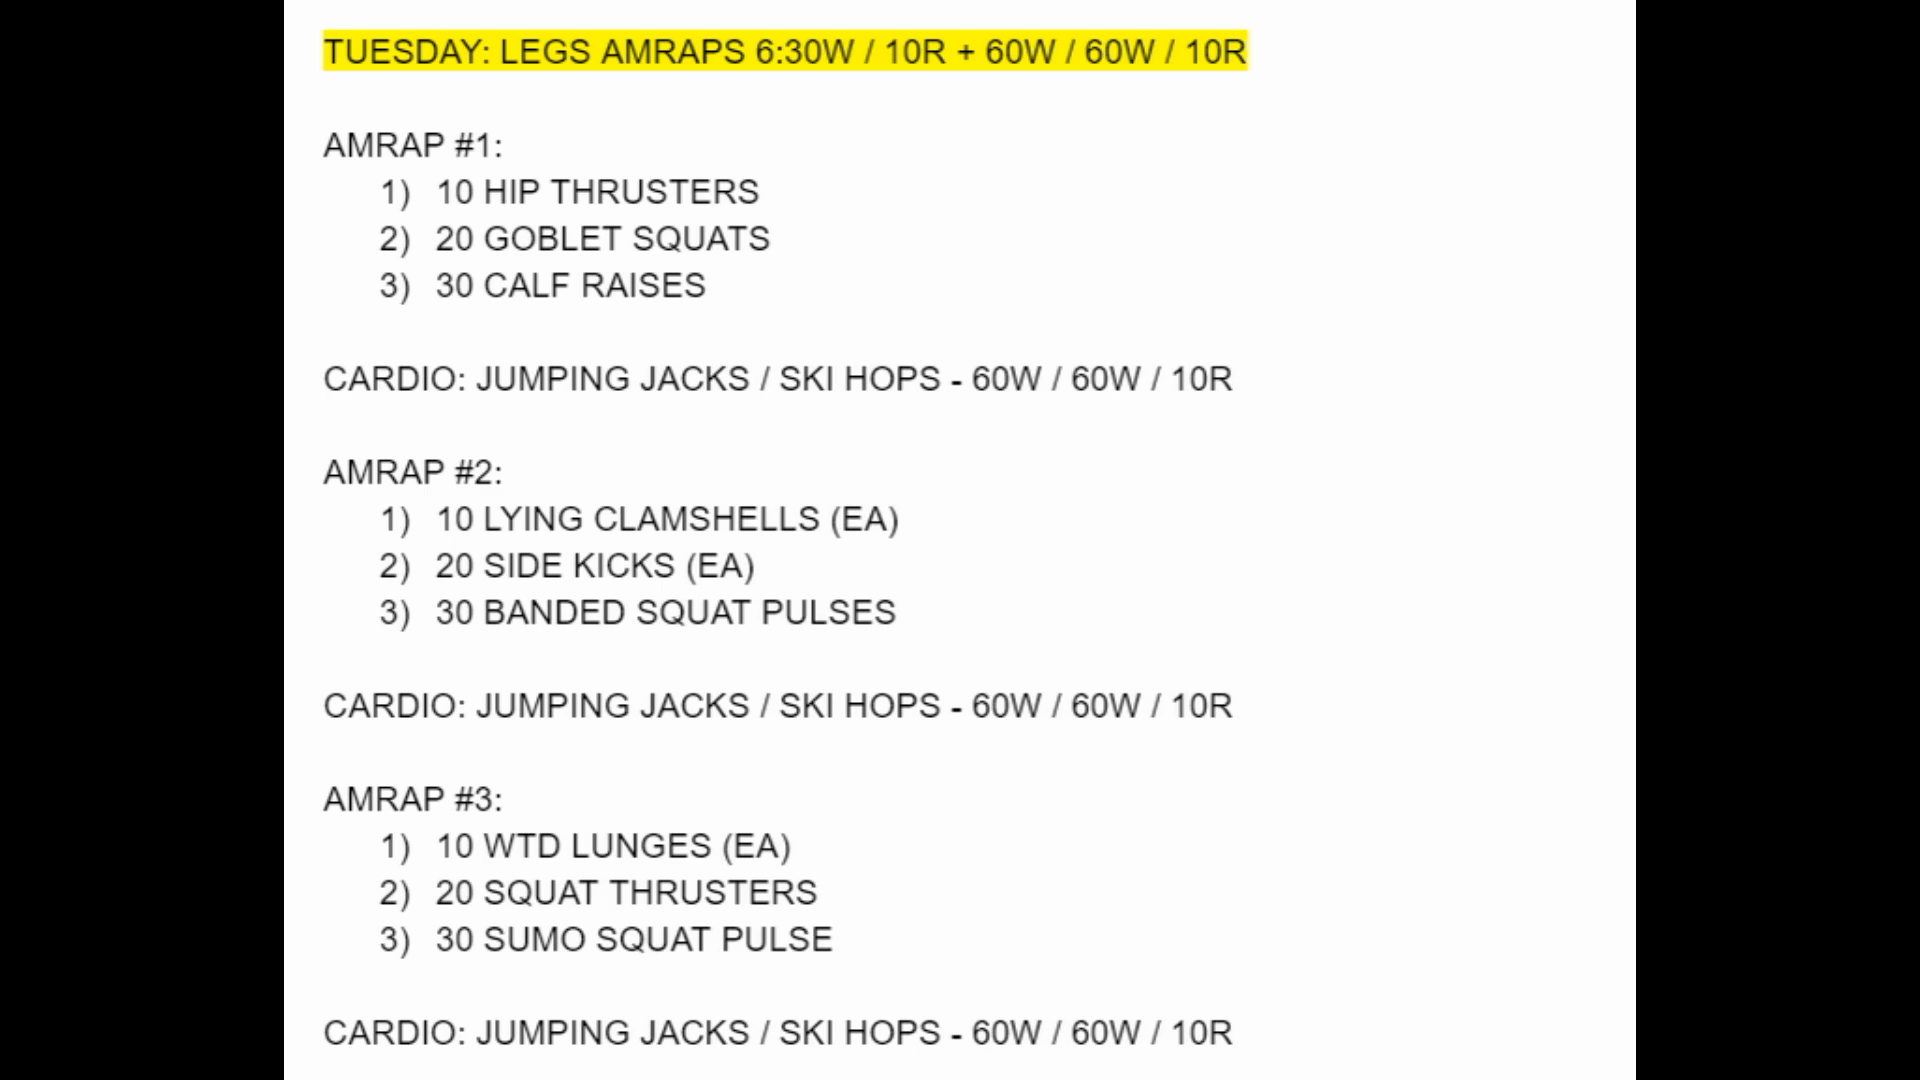 TUESDAY: LEGS AMRAPS 6:30W / 10R + 60W / 60W / 10R
AMRAP #1:
1) 10 HIP THRUSTERS
2) 20 GOBLET SQUATS
3) 30 CALF RAISES
CARDIO: JUMPING JACKS / SKI HOPS - 60W / 60W / 10R
AMRAP #2:
1) 10 LYING CLAMSHELLS (EA)
2) 20 SIDE KICKS (EA)
3) 30 BANDED SQUAT PULSES
CARDIO: JUMPING JACKS / SKI HOPS - 60W / 60W / 10R
AMRAP #3:
1) 10 WTD LUNGES (EA)
2) 20 SQUAT THRUSTERS
3) 30 SUMO SQUAT PULSE
CARDIO: JUMPING JACKS / SKI HOPS - 60W / 60W / 10R